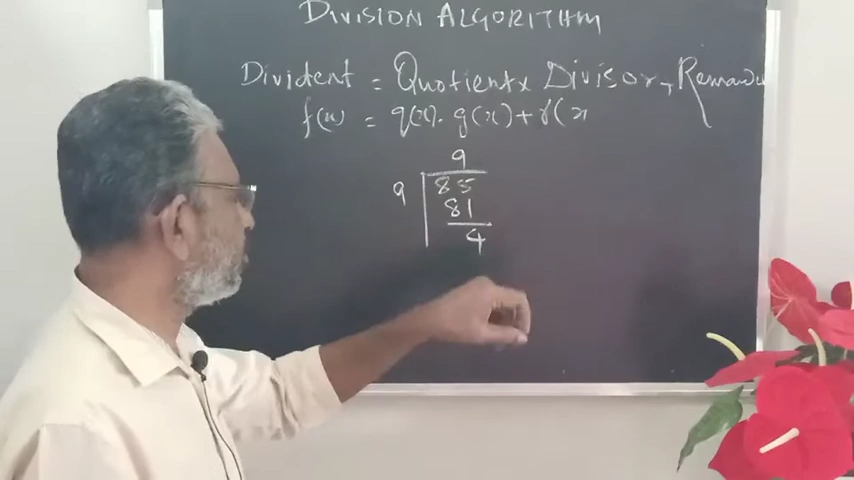 DIVISION ALGORITHM
Divident = Quotient x Divisor + Remainder
f(x) = q(x). g(x) + r(x
9
9 85
81
4